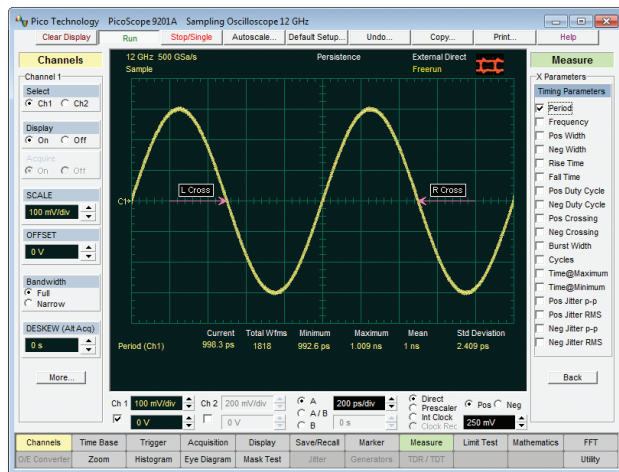 Pico Technology PicoScope 9201A Sampling Oscilloscope 12 GHz
Clear Display Run Stop/Single Autoscale... Default Setup... Undo... Copy... Print... Help
Channels
Channel 1
Select
Ch1 Ch2
Display
On Off
Acquire
On Off
SCALE
100 mV/div
OFFSET
0 V
Bandwidth
Full
Narrow
DESKEW (Alt Acq)
0 s
More...
12 GHz 500 GSa/s Persistence External Direct
Sample Freerun
C1
L Cross R Cross
Current Total Wfms Minimum Maximum Mean Std Deviation
Period (Ch1) 998.3 ps 1818 992.6 ps 1.009 ns 1 ns 2.409 ps
Ch 1 100 mV/div Ch 2 200 mV/div A 200 ps/div Direct Pos Neg
0 V 0 V A / B B 0 s Prescaler Int Clock Clock Rec 250 mV
Measure
X Parameters
Timing Parameters
Period
Frequency
Pos Width
Neg Width
Rise Time
Fall Time
Pos Duty Cycle
Neg Duty Cycle
Pos Crossing
Neg Crossing
Burst Width
Cycles
Time@Maximum
Time@Minimum
Pos Jitter p-p
Pos Jitter RMS
Neg Jitter p-p
Neg Jitter RMS
Back
Channels Time Base Trigger Acquisition Display Save/Recall Marker Measure Limit Test Mathematics FFT
O/E Converter Zoom Histogram Eye Diagram Mask Test Jitter Generators TDR / TDT Utility